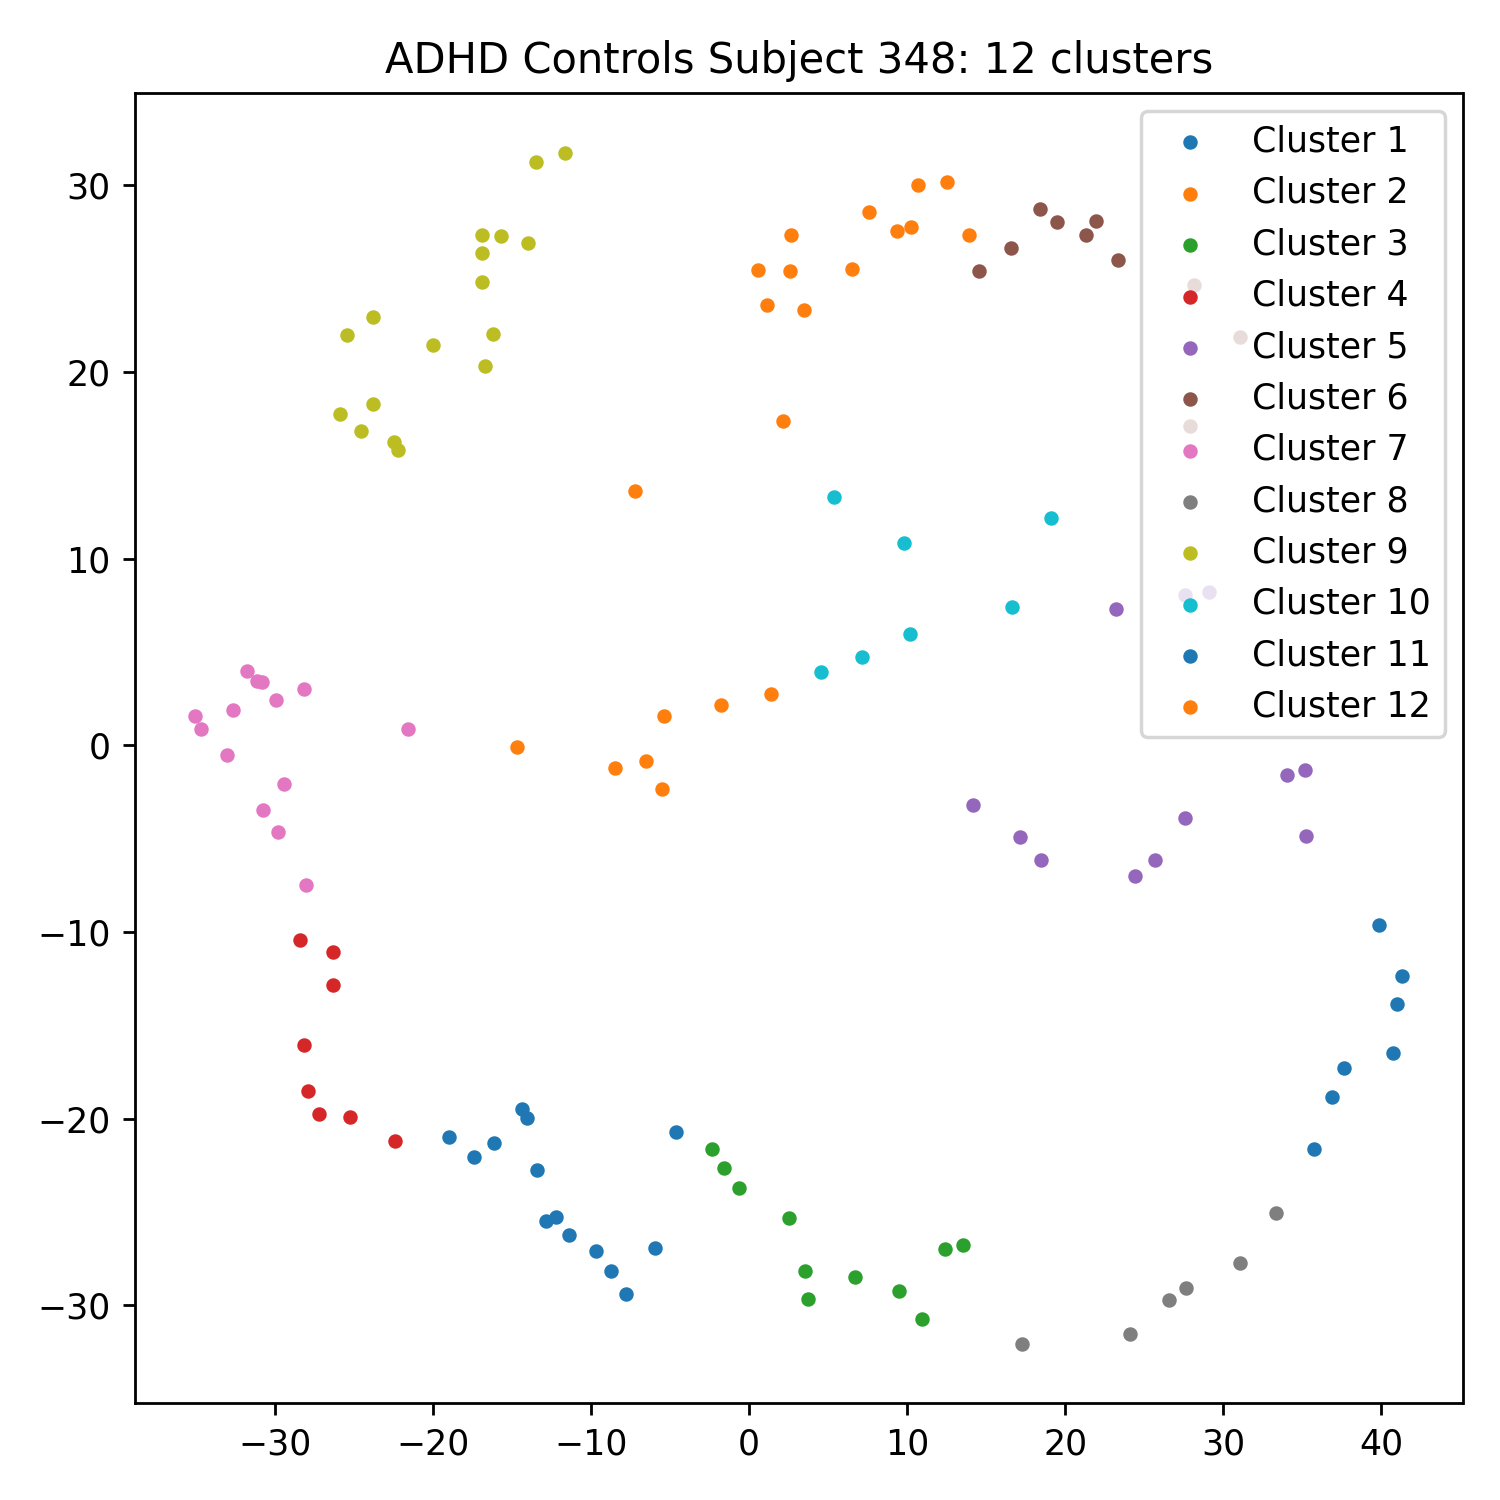 ADHD Controls Subject 348: 12 clusters
Cluster 1
Cluster 2
Cluster 3
Cluster 4
Cluster 5
Cluster 6
Cluster 7
Cluster 8
Cluster 9
Cluster 10
Cluster 11
Cluster 12
30
20
10
0
−10
−20
−30
−30 −20 −10 0 10 20 30 40